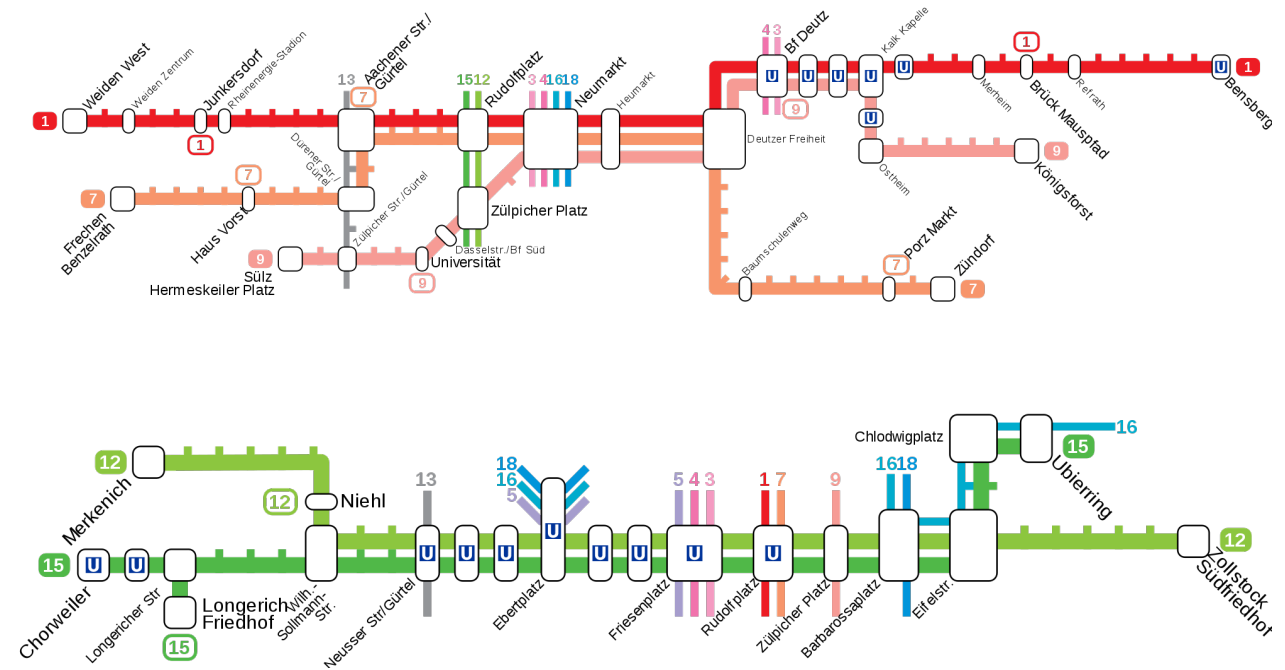 4 3
Bf Deutz
Kalk Kapelle
U
U
U
U
U
1
U
1
Bensberg
Merheim
Brück Mauspfad
Refrath
9
U
Ostheim
9
Königsforst
Aachener Str./
Gürtel
13
7
15 12
Rudolfplatz
3 4 16 18
Neumarkt
Heumarkt
Weiden West
Weiden Zentrum
Junkersdorf
Rheinenergie-Stadion
1
1
Deutzer Freiheit
Dürener Str./
Gürtel
7
7
Frechen
Benzelrath
Haus Vorst
Zülpicher Str./Gürtel
Zülpicher Platz
Dasselstr./Bf Süd
Universität
9
Sülz
Hermeskeiler Platz
9
Baumschulenweg
7
Porz Markt
Zündorf
7
Chlodwigplatz
16
15
Ubierring
12
Merkenich
12
Niehl
13
18
16
5
U
5 4 3
1 7
9
16 18
15
U
U
Chorweiler
Longericher Str
Longerich
Friedhof
15
Wilh.-
Sollmann-
Str.
U
U
U
U
U
U
U
Neusser Str/Gürtel
Ebertplatz
Friesenplatz
Rudolfplatz
Zülpicher Platz
Barbarossaplatz
Eifelstr.
12
Zollstock
Südfriedhof